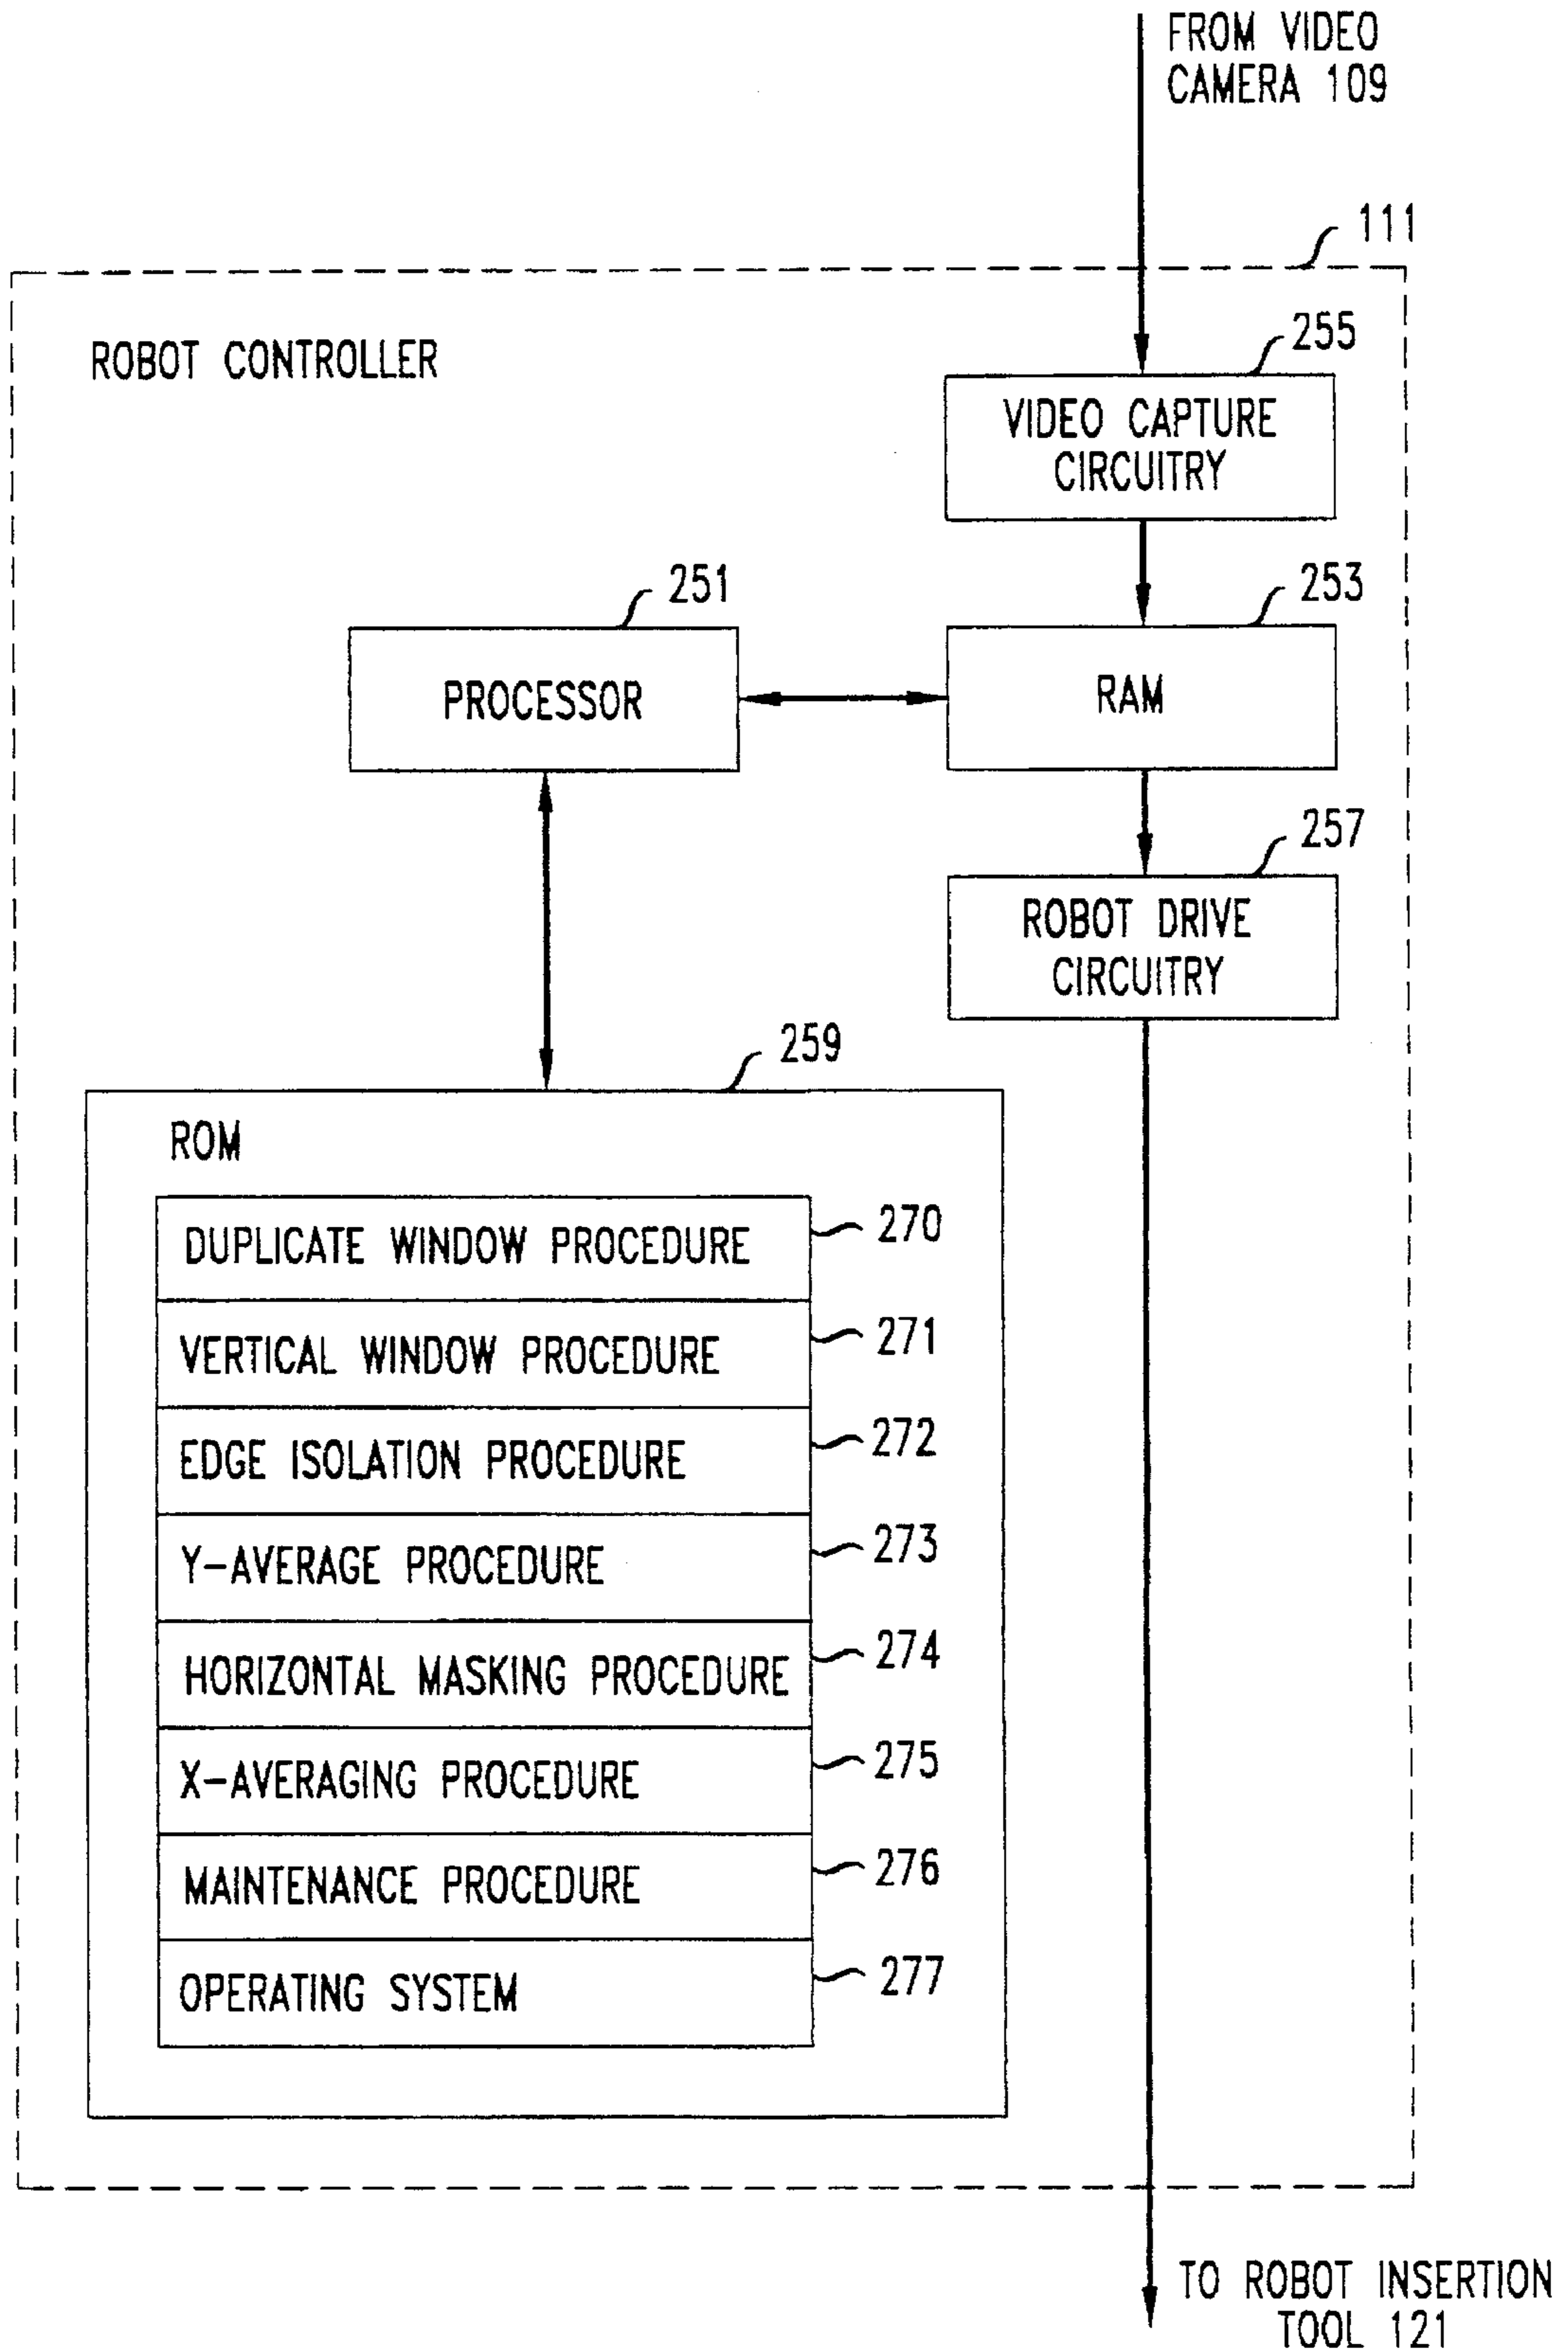 FROM VIDEO
CAMERA 109
111
ROBOT CONTROLLER
255
VIDEO CAPTURE
CIRCUITRY
251
253
PROCESSOR
RAM
257
ROBOT DRIVE
CIRCUITRY
259
ROM
DUPLICATE WINDOW PROCEDURE 270
VERTICAL WINDOW PROCEDURE 271
EDGE ISOLATION PROCEDURE 272
Y-AVERAGE PROCEDURE 273
HORIZONTAL MASKING PROCEDURE 274
X-AVERAGING PROCEDURE 275
MAINTENANCE PROCEDURE 276
OPERATING SYSTEM 277
TO ROBOT INSERTION
TOOL 121